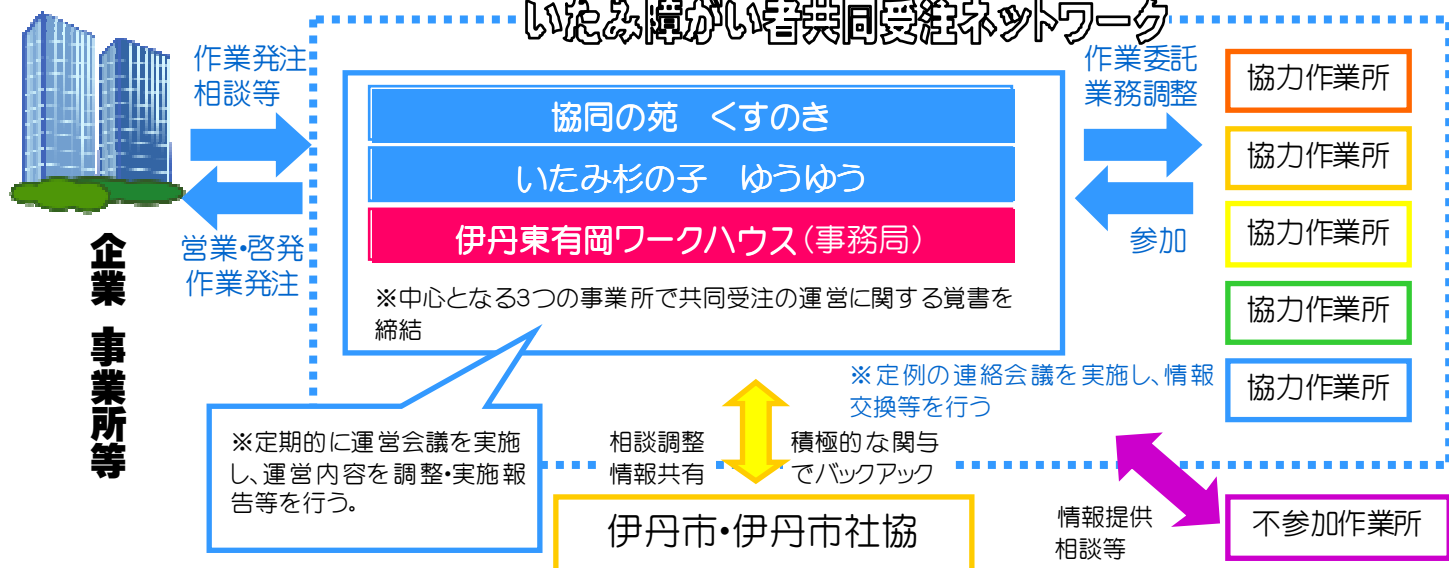 いたみ障がい者共同受注ネットワーク
作業発注
相談等
営業・啓発
作業発注
企業 事業所等
協同の苑 くすのき
いたみ杉の子 ゆうゆう
伊丹東有岡ワークハウス(事務局)
※中心となる3つの事業所で共同受注の運営に関する覚書を
締結
作業委託
業務調整
参加
協力作業所
協力作業所
協力作業所
協力作業所
協力作業所
※定例の連絡会議を実施し、情報
交換等を行う
※定期的に運営会議を実施
し、運営内容を調整・実施報
告等を行う。
相談調整
情報共有
積極的な関与
でバックアック
伊丹市・伊丹市社協
情報提供
相談等
不参加作業所